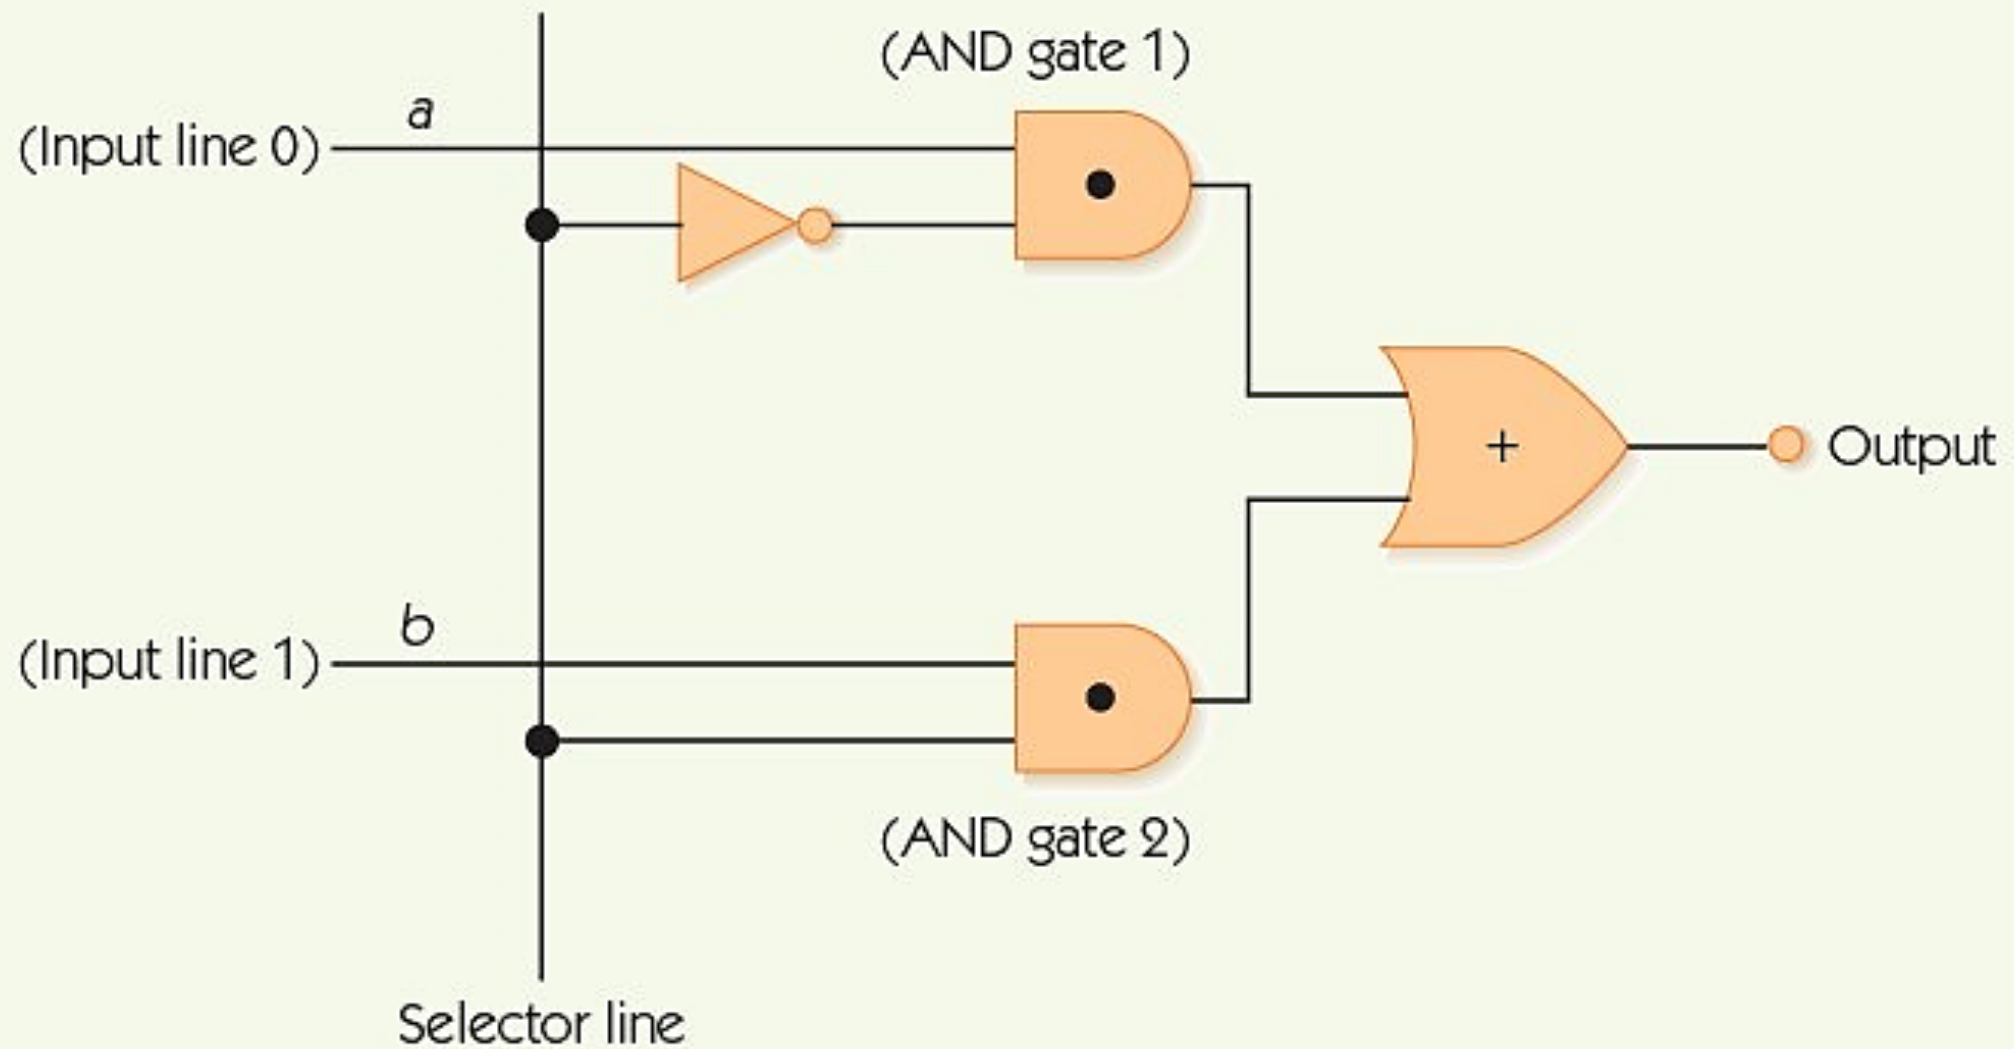 (AND gate 1)
a
(Input line 0)
+
Output
b
(Input line 1)
(AND gate 2)
Selector line